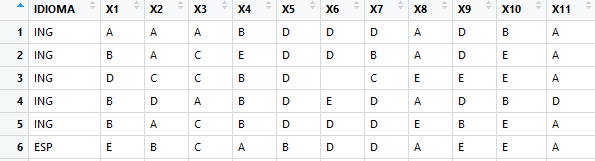 IDIOMA X1 X2 X3 X4 X5 X6 X7 X8 X9 X10 X11
1 ING A A A B D D D A D B A
2 ING B A C E D D B A D E A
3 ING D C C B D C E E E A
4 ING B D A B D E D A D B D
5 ING B A C B D D D E B E A
6 ESP E B C A B D D A E E A